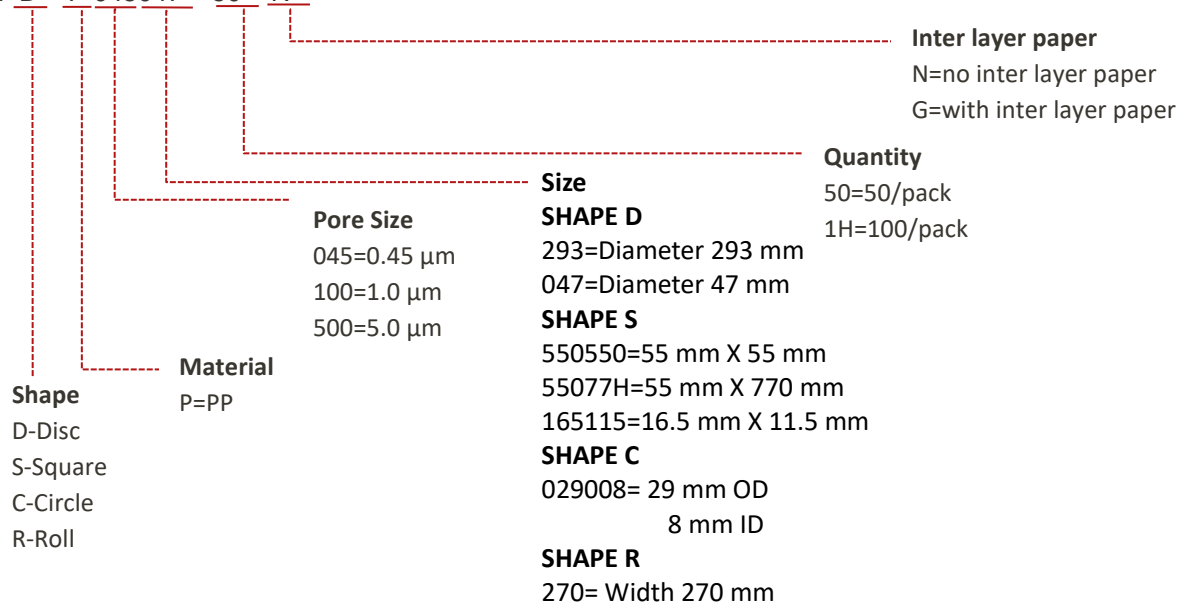 Inter layer paper
N=no inter layer paper
G=with inter layer paper
Quantity
50=50/pack
1H=100/pack
Size
SHAPE D
293=Diameter 293 mm
047=Diameter 47 mm
SHAPE S
550550=55 mm X 55 mm
55077H=55 mm X 770 mm
165115=16.5 mm X 11.5 mm
SHAPE C
029008= 29 mm OD
8 mm ID
SHAPE R
270= Width 270 mm
Pore Size
045=0.45 µm
100=1.0 µm
500=5.0 µm
Material
P=PP
Shape
D-Disc
S-Square
C-Circle
R-Roll